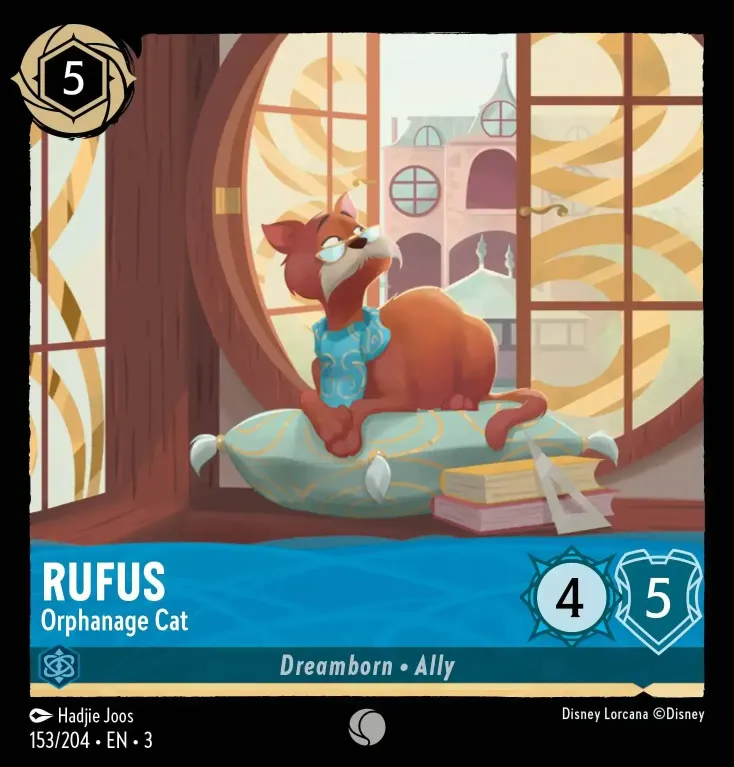 5
RUFUS
Orphanage Cat
4
5
Dreamborn • Ally
Hadjie Joos
Disney Lorcana ©Disney
153/204 • EN • 3